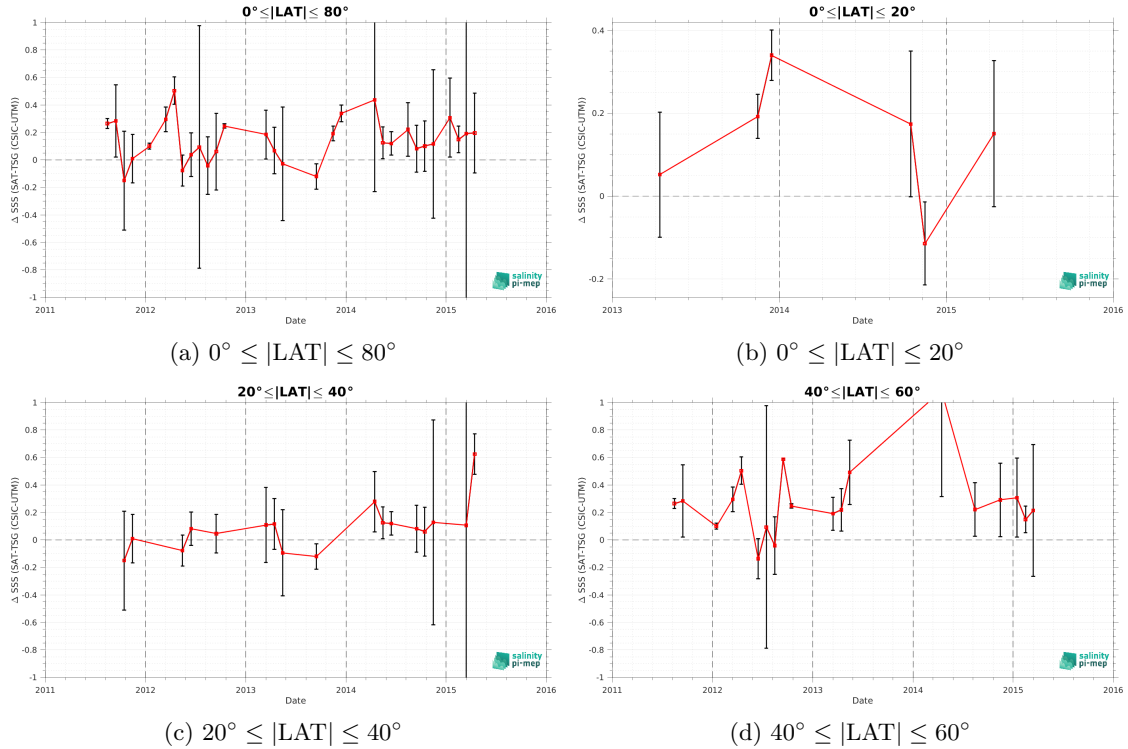 0°≤|LAT|≤ 80°
Δ SSS (SAT-TSG (CSIC-UTM))
1
0.8
0.6
0.4
0.2
0
-0.2
-0.4
-0.6
-0.8
-1
2011 2012 2013 2014 2015 2016
Date
salinity
pi-mep
(a) 0° ≤ |LAT| ≤ 80°
0°≤|LAT|≤ 20°
Δ SSS (SAT-TSG (CSIC-UTM))
0.4
0.2
0
-0.2
2013 2014 2015 2016
Date
salinity
pi-mep
(b) 0° ≤ |LAT| ≤ 20°
20°≤|LAT|≤ 40°
Δ SSS (SAT-TSG (CSIC-UTM))
1
0.8
0.6
0.4
0.2
0
-0.2
-0.4
-0.6
-0.8
-1
2011 2012 2013 2014 2015 2016
Date
salinity
pi-mep
(c) 20° ≤ |LAT| ≤ 40°
40°≤|LAT|≤ 60°
Δ SSS (SAT-TSG (CSIC-UTM))
1
0.8
0.6
0.4
0.2
0
-0.2
-0.4
-0.6
-0.8
-1
2011 2012 2013 2014 2015 2016
Date
salinity
pi-mep
(d) 40° ≤ |LAT| ≤ 60°